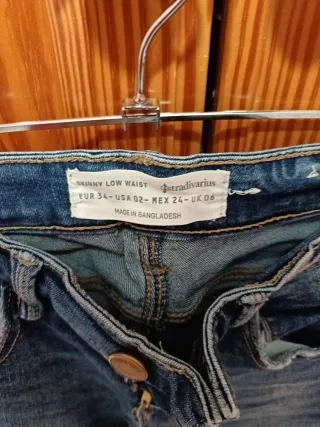 SKINNY LOW WAIST stradivarius
EUR 34- USA 02- MEX 24- UK 06
MADE IN BANGLADESH